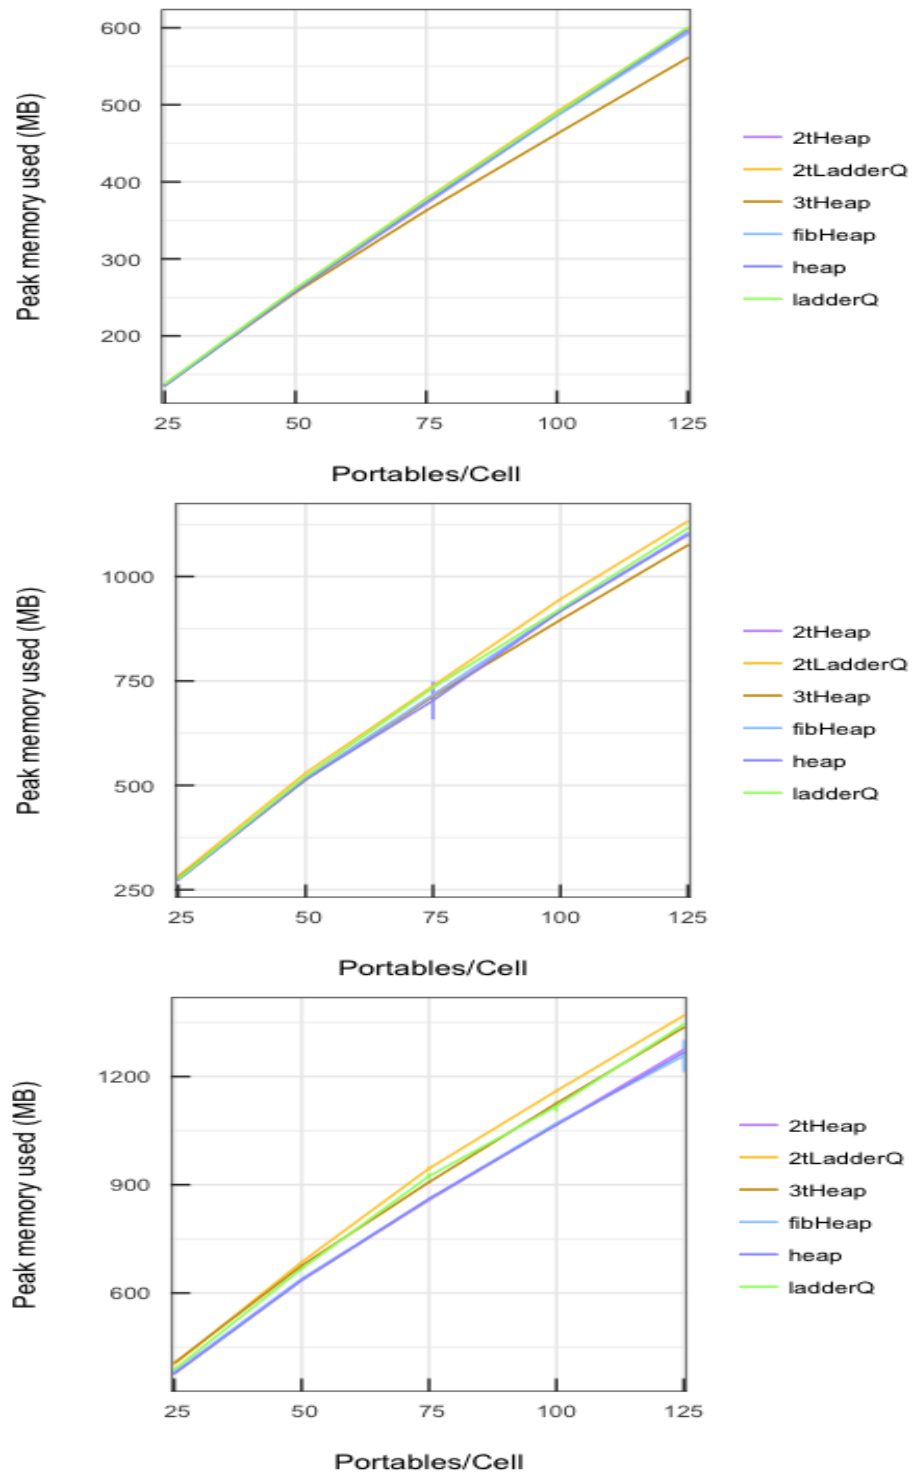 Peak memory used (MB)
600
500
400
300
200
25 50 75 100 125
Portables/Cell
2tHeap
2tLadderQ
3tHeap
fibHeap
heap
ladderQ
Peak memory used (MB)
1000
750
500
250
25 50 75 100 125
Portables/Cell
2tHeap
2tLadderQ
3tHeap
fibHeap
heap
ladderQ
Peak memory used (MB)
1200
900
600
25 50 75 100 125
Portables/Cell
2tHeap
2tLadderQ
3tHeap
fibHeap
heap
ladderQ